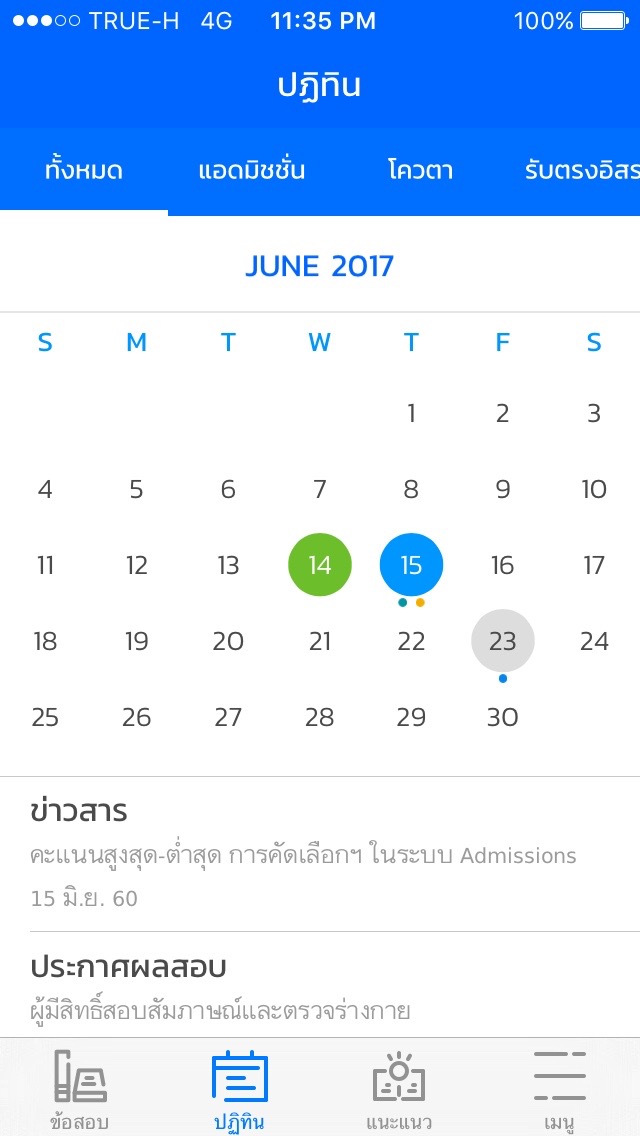 TRUE-H 4G 11:35 PM 100%
ปฏิทิน
ทั้งหมด แอดมิชชั่น โควตา รับตรงอิสร
JUNE 2017
S M T W T F S
1 2 3
4 5 6 7 8 9 10
11 12 13 14 15 16 17
18 19 20 21 22 23 24
25 26 27 28 29 30
ข่าวสาร
คะแนนสูงสุด-ต่ำสุด การคัดเลือกฯ ในระบบ Admissions
15 มิ.ย. 60
ประกาศผลสอบ
ผู้มีสิทธิ์สอบสัมภาษณ์และตรวจร่างกาย
ข้อสอบ ปฏิทิน แนะแนว เมนู